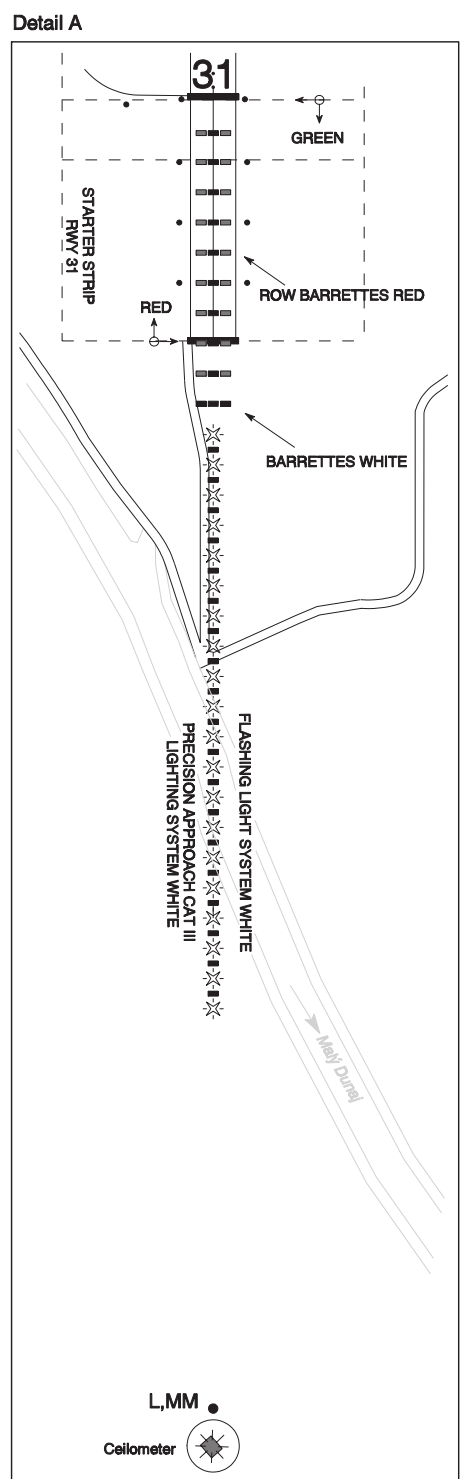 Detail A
31
GREEN
STARTER STRIP
RWY 31
ROW BARRETTES RED
RED
BARRETTES WHITE
FLASHING LIGHT SYSTEM WHITE
PRECISION APPROACH CAT III
LIGHTING SYSTEM WHITE
Malý Dunaj
L,MM
Ceilometer